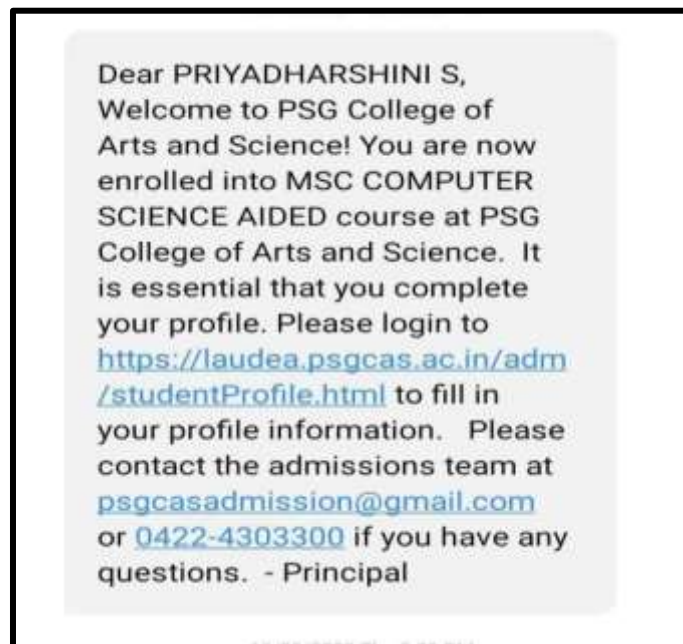 Dear PRIYADHARSHINI S,
Welcome to PSG College of
Arts and Science! You are now
enrolled into MSC COMPUTER
SCIENCE AIDED course at PSG
College of Arts and Science.  It
is essential that you complete
your profile. Please login to
https://laudea.psgcas.ac.in/adm
/studentProfile.html to fill in
your profile information.   Please
contact the admissions team at
psgcasadmission@gmail.com
or 0422-4303300 if you have any
questions.  - Principal